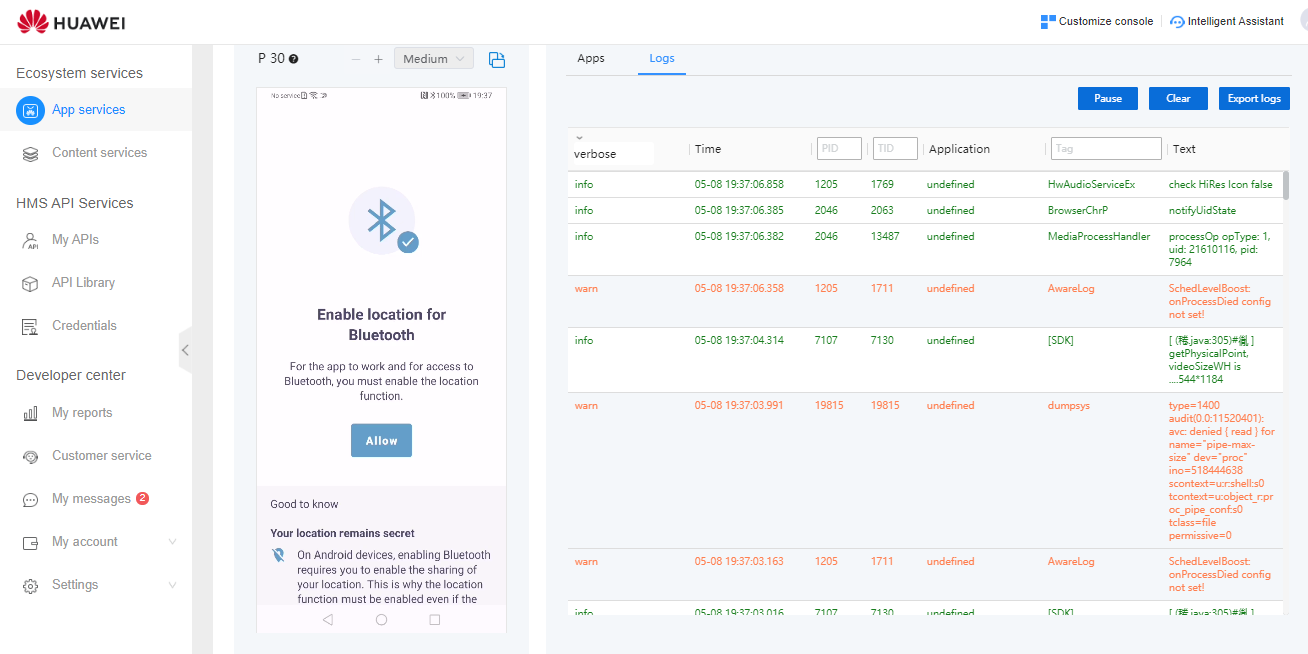 HUAWEI
Customize console
Intelligent Assistant
Ecosystem services
App services
Content services
HMS API Services
My APIs
API Library
Credentials
Developer center
My reports
Customer service
My messages 2
My account
Settings
P 30
Medium
No service
100%
19:37
Enable location for
Bluetooth
For the app to work and for access to
Bluetooth, you must enable the location
function.
Allow
Good to know
Your location remains secret
On Android devices, enabling Bluetooth
requires you to enable the sharing of
your location. This is why the location
function must be enabled even if the
Apps Logs
Pause Clear Export logs
verbose Time PID TID Application Tag Text
info 05-08 19:37:06.858 1205 1769 undefined HwAudioServiceEx check HiRes Icon false
info 05-08 19:37:06.385 2046 2063 undefined BrowserChrP notifyUidState
info 05-08 19:37:06.382 2046 13487 undefined MediaProcessHandler processOp opType: 1,
uid: 21610116, pid:
7964
warn 05-08 19:37:06.358 1205 1711 undefined AwareLog SchedLevelBoost:
onProcessDied config
not set!
info 05-08 19:37:04.314 7107 7130 undefined [SDK] [ (稀.java:305)#胤 ]
getPhysicalPoint,
videoSizeWH is
....544*1184
warn 05-08 19:37:03.991 19815 19815 undefined dumpsys type=1400
audit(0.0:11520401):
avc: denied { read } for
name="pipe-max-
size" dev="proc"
ino=518444638
scontext=u:r:shell:s0
tcontext=u:object_r:pr
oc_pipe_conf:s0
tclass=file
permissive=0
warn 05-08 19:37:03.163 1205 1711 undefined AwareLog SchedLevelBoost:
onProcessDied config
not set!
info 05-08 19:37:03.016 7107 7130 undefined [SDK] [ (稀.java:305)#胤 ]